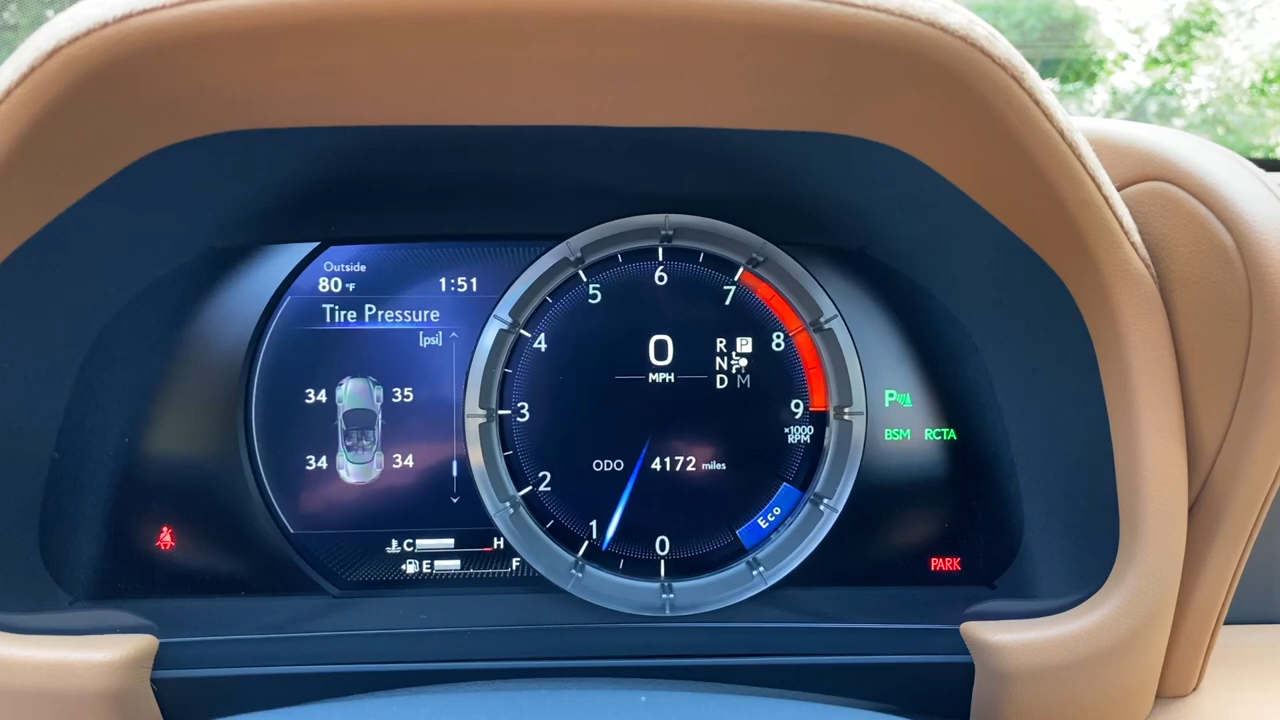 Outside
80 °F 1:51
Tire Pressure
[psi]
34 35
34 34
C H
E F
0
1
2
3
4
5
6
7
8
9
×1000
RPM
0
MPH
R P
N
D M
ODO 4172 miles
Eco
P
BSM RCTA
PARK